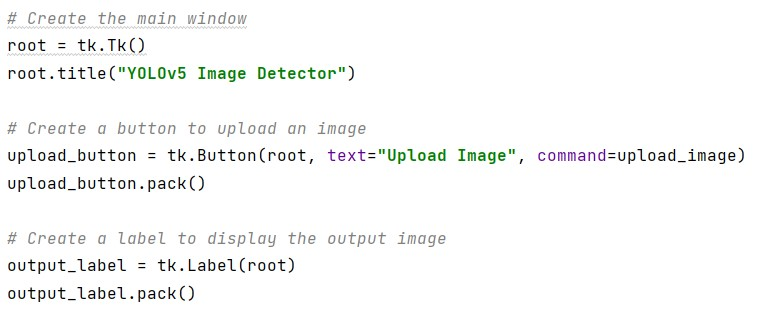 # Create the main window
root = tk.Tk()
root.title("YOLOv5 Image Detector")
# Create a button to upload an image
upload_button = tk.Button(root, text="Upload Image", command=upload_image)
upload_button.pack()
# Create a label to display the output image
output_label = tk.Label(root)
output_label.pack()